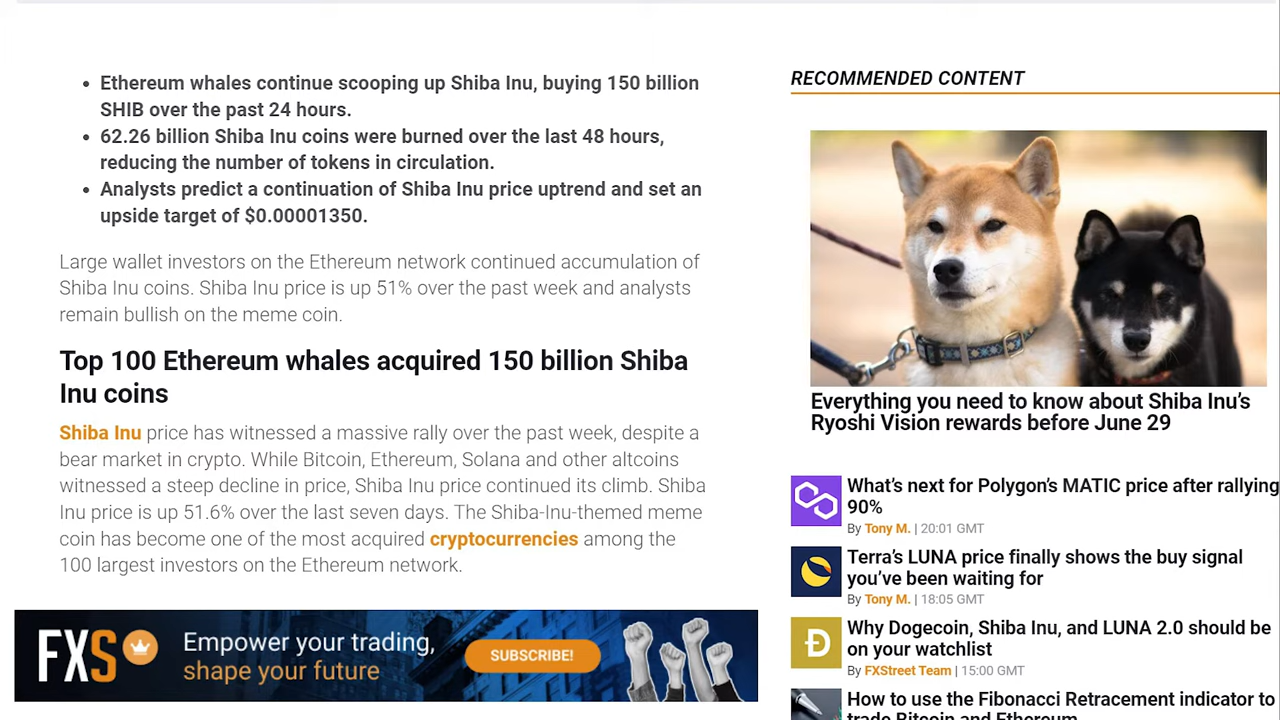 Ethereum whales continue scooping up Shiba Inu, buying 150 billion
SHIB over the past 24 hours.
62.26 billion Shiba Inu coins were burned over the last 48 hours,
reducing the number of tokens in circulation.
Analysts predict a continuation of Shiba Inu price uptrend and set an
upside target of $0.00001350.
Large wallet investors on the Ethereum network continued accumulation of
Shiba Inu coins. Shiba Inu price is up 51% over the past week and analysts
remain bullish on the meme coin.
Top 100 Ethereum whales acquired 150 billion Shiba
Inu coins
Shiba Inu price has witnessed a massive rally over the past week, despite a
bear market in crypto. While Bitcoin, Ethereum, Solana and other altcoins
witnessed a steep decline in price, Shiba Inu price continued its climb. Shiba
Inu price is up 51.6% over the last seven days. The Shiba-Inu-themed meme
coin has become one of the most acquired cryptocurrencies among the
100 largest investors on the Ethereum network.
FXS
Empower your trading,
shape your future
SUBSCRIBE!
RECOMMENDED CONTENT
Everything you need to know about Shiba Inu's
Ryoshi Vision rewards before June 29
What's next for Polygon's MATIC price after rallying
90%
By Tony M. | 20:01 GMT
Terra's LUNA price finally shows the buy signal
you've been waiting for
By Tony M. | 18:05 GMT
Why Dogecoin, Shiba Inu, and LUNA 2.0 should be
on your watchlist
By FXStreet Team | 15:00 GMT
How to use the Fibonacci Retracement indicator to
trade Bitcoin and Ethereum